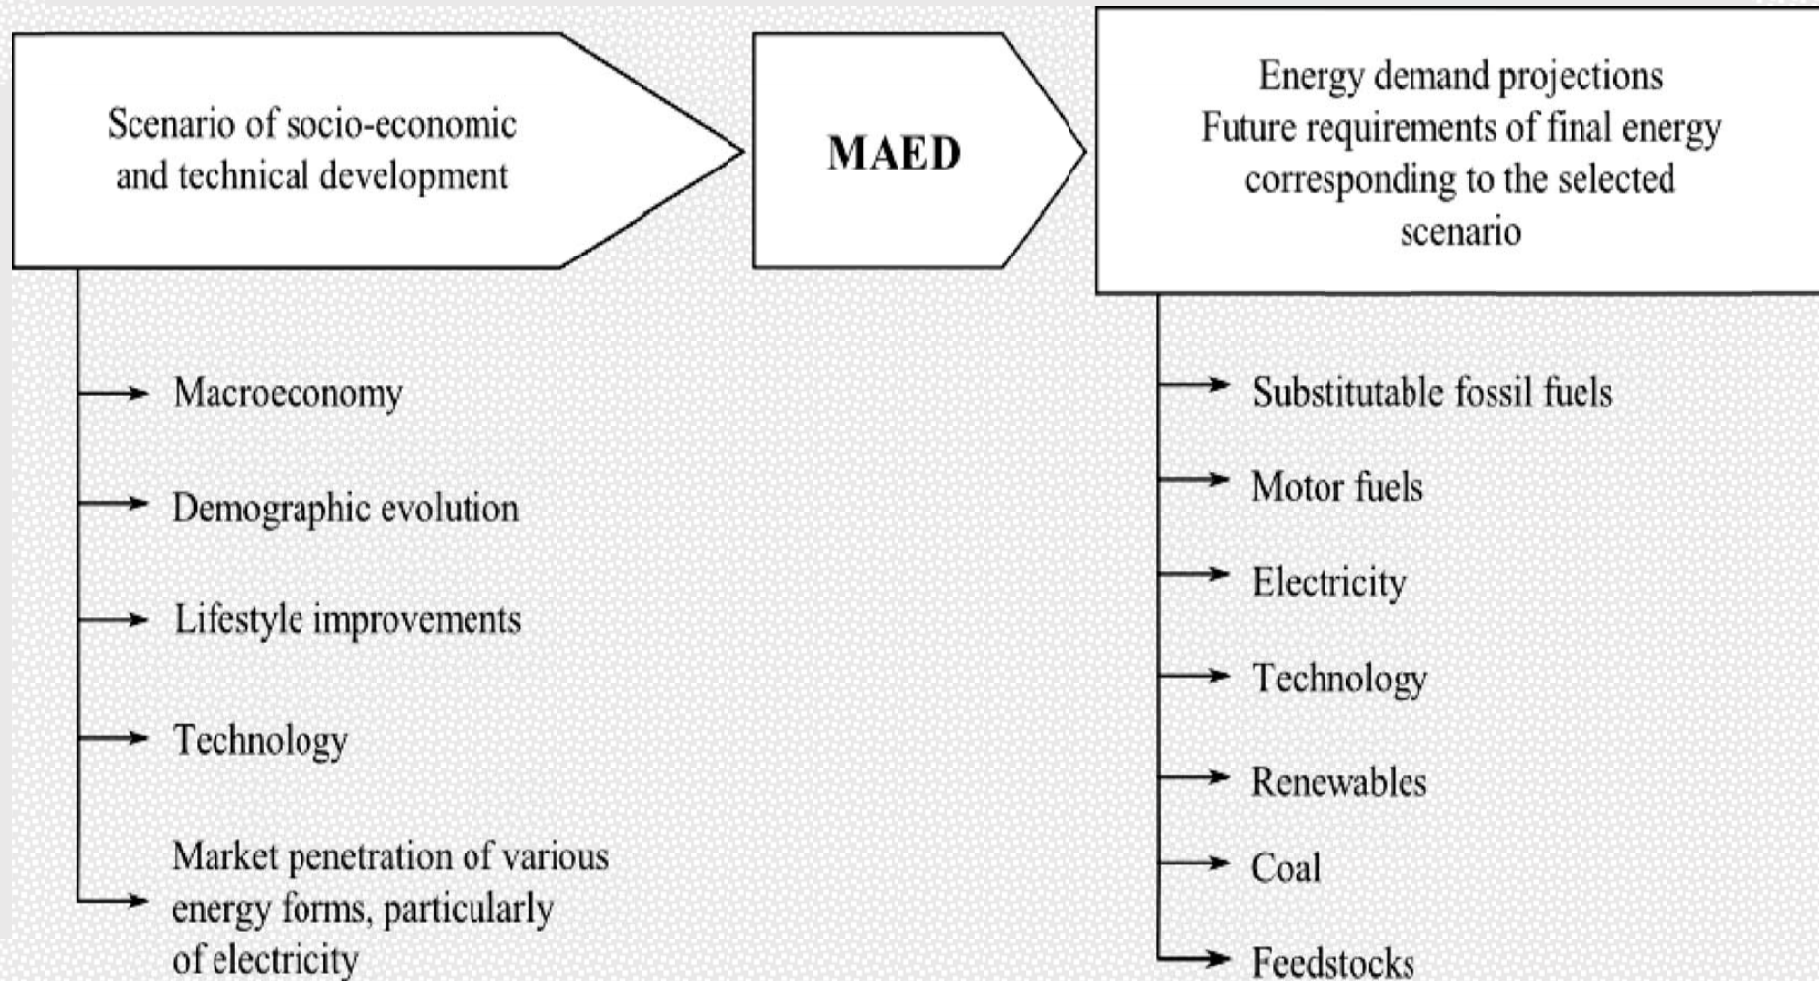 Scenario of socio-economic
and technical development
MAED
Energy demand projections
Future requirements of final energy
corresponding to the selected
scenario
Macroeconomy
Demographic evolution
Lifestyle improvements
Technology
Market penetration of various
energy forms, particularly
of electricity
Substitutable fossil fuels
Motor fuels
Electricity
Technology
Renewables
Coal
Feedstocks